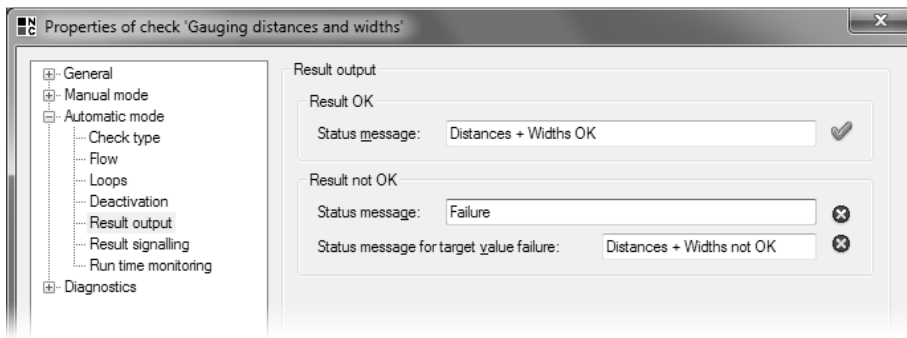 NC Properties of check 'Gauging distances and widths'
General
Manual mode
Automatic mode
Check type
Flow
Loops
Deactivation
Result output
Result signalling
Run time monitoring
Diagnostics
Result output
Result OK
Status message: Distances + Widths OK
Result not OK
Status message: Failure
Status message for target value failure: Distances + Widths not OK